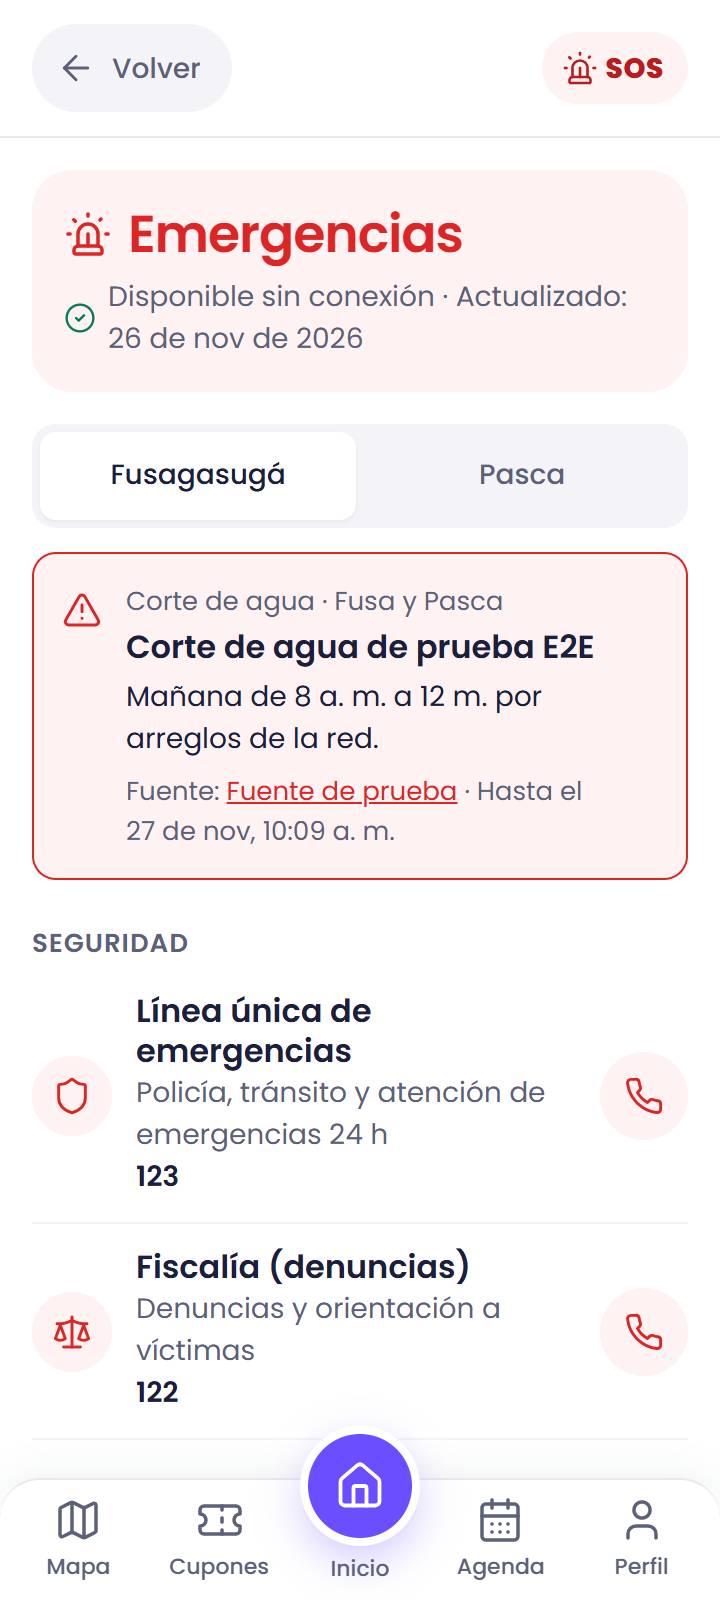 Volver
SOS
Emergencias
Disponible sin conexión · Actualizado:
26 de nov de 2026
Fusagasugá
Pasca
Corte de agua · Fusa y Pasca
Corte de agua de prueba E2E
Mañana de 8 a. m. a 12 m. por
arreglos de la red.
Fuente: Fuente de prueba · Hasta el
27 de nov, 10:09 a. m.
SEGURIDAD
Línea única de
emergencias
Policía, tránsito y atención de
emergencias 24 h
123
Fiscalía (denuncias)
Denuncias y orientación a
víctimas
122
Mapa
Cupones
Inicio
Agenda
Perfil